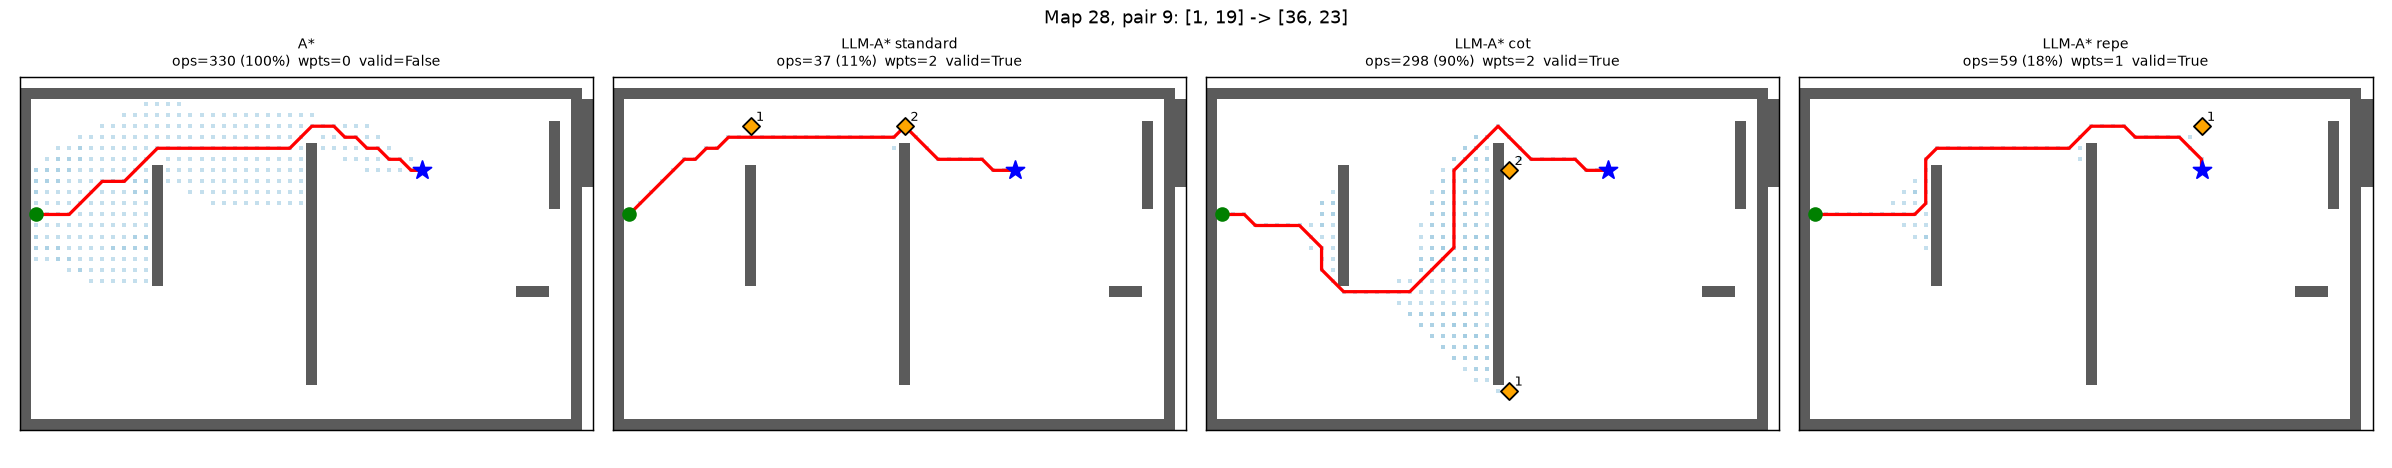 Map 28, pair 9: [1, 19] -> [36, 23]
A*
ops=330 (100%)  wpts=0  valid=False
LLM-A* standard
ops=37 (11%)  wpts=2  valid=True
LLM-A* cot
ops=298 (90%)  wpts=2  valid=True
LLM-A* repe
ops=59 (18%)  wpts=1  valid=True
1
2
2
1
1